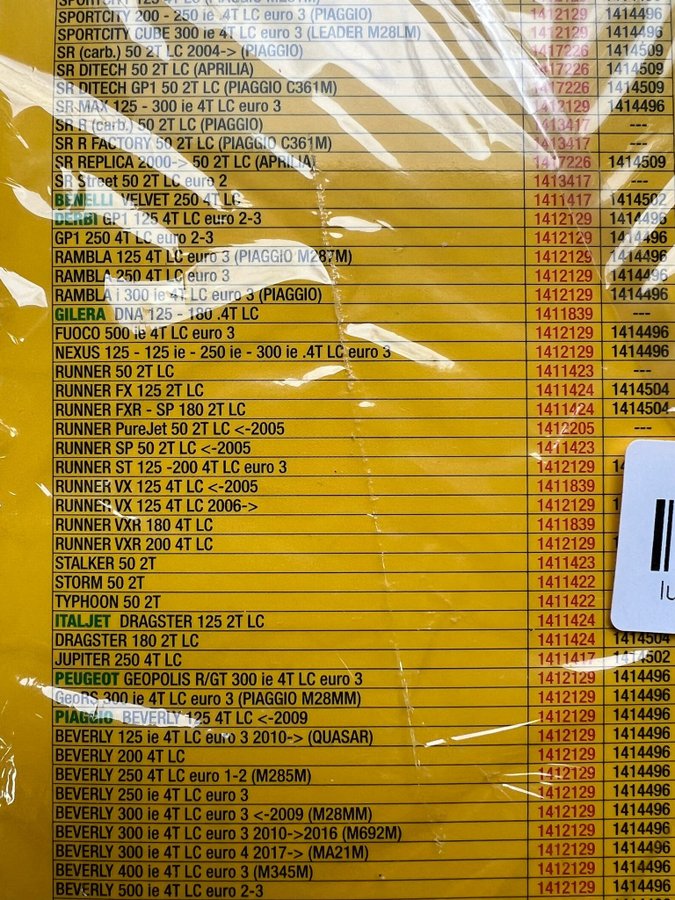 SPORTCITY 200 - 250 ie 4T LC euro 3 (PIAGGIO) 1412129 1414496
SPORTCITY CUBE 300 ie 4T LC euro 3 (LEADER M28LM) 1412129 1414496
SR (carb.) 50 2T LC 2004-> (PIAGGIO) 1417226 1414509
SR DITECH 50 2T LC (APRILIA) 1417226 1414509
SR DITECH GP1 50 2T LC (PIAGGIO C361M) 1417226 1414509
SR MAX 125 - 300 ie 4T LC euro 3 1412129 1414496
SR R (carb.) 50 2T LC (PIAGGIO) 1413417 ---
SR R FACTORY 50 2T LC (PIAGGIO C361M) 1413417 ---
SR REPLICA 2000-> 50 2T LC (APRILIA) 1417226 1414509
SR Street 50 2T LC euro 2 1413417 ---
BENELLI VELVET 250 4T LC 1411417 1414502
DERBI GP1 125 4T LC euro 2-3 1412129 1414496
GP1 250 4T LC euro 2-3 1412129 1414496
RAMBLA 125 4T LC euro 3 (PIAGGIO M287M) 1412129 1414496
RAMBLA 250 4T LC euro 3 1412129 1414496
RAMBLA i 300 ie 4T LC euro 3 (PIAGGIO) 1412129 1414496
GILERA DNA 125 - 180 .4T LC 1411839 ---
FUOCO 500 ie 4T LC euro 3 1412129 1414496
NEXUS 125 - 125 ie - 250 ie - 300 ie .4T LC euro 3 1412129 1414496
RUNNER 50 2T LC 1411423 ---
RUNNER FX 125 2T LC 1411424 1414504
RUNNER FXR - SP 180 2T LC 1411424 1414504
RUNNER PureJet 50 2T LC <-2005 1412205 ---
RUNNER SP 50 2T LC <-2005 1411423
RUNNER ST 125 -200 4T LC euro 3 1412129
RUNNER VX 125 4T LC <-2005 1411839
RUNNER VX 125 4T LC 2006-> 1412129
RUNNER VXR 180 4T LC 1411839
RUNNER VXR 200 4T LC 1412129
STALKER 50 2T 1411423
STORM 50 2T 1411422
TYPHOON 50 2T 1411422
ITALJET DRAGSTER 125 2T LC 1411424
DRAGSTER 180 2T LC 1411424 1414504
JUPITER 250 4T LC 1411417 1414502
PEUGEOT GEOPOLIS R/GT 300 ie 4T LC euro 3 1412129 1414496
GeoRS 300 ie 4T LC euro 3 (PIAGGIO M28MM) 1412129 1414496
PIAGGIO BEVERLY 125 4T LC <-2009 1412129 1414496
BEVERLY 125 ie 4T LC euro 3 2010-> (QUASAR) 1412129 1414496
BEVERLY 200 4T LC 1412129 1414496
BEVERLY 250 4T LC euro 1-2 (M285M) 1412129 1414496
BEVERLY 250 ie 4T LC euro 3 1412129 1414496
BEVERLY 300 ie 4T LC euro 3 <-2009 (M28MM) 1412129 1414496
BEVERLY 300 ie 4T LC euro 3 2010->2016 (M692M) 1412129 1414496
BEVERLY 300 ie 4T LC euro 4 2017-> (MA21M) 1412129 1414496
BEVERLY 400 ie 4T LC euro 3 (M345M) 1412129 1414496
BEVERLY 500 ie 4T LC euro 2-3 1412129 1414496